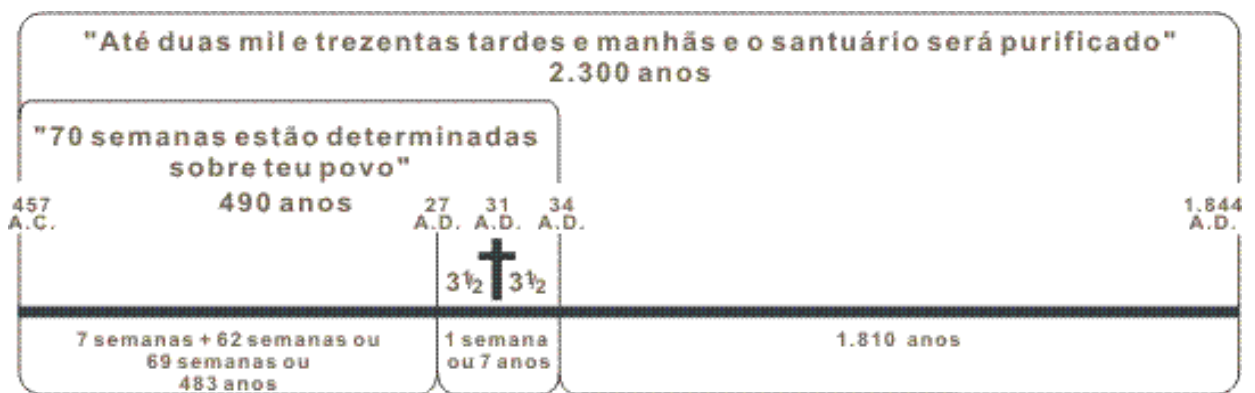 "Até duas mil e trezentas tardes e manhãs e o santuário será purificado"
2.300 anos
"70 semanas estão determinadas
sobre teu povo"
490 anos
457
A.C.
27
A.D.
31
A.D.
34
A.D.
1.844
A.D.
3½
3½
7 semanas + 62 semanas ou
69 semanas ou
483 anos
1 semana
ou 7 anos
1.810 anos